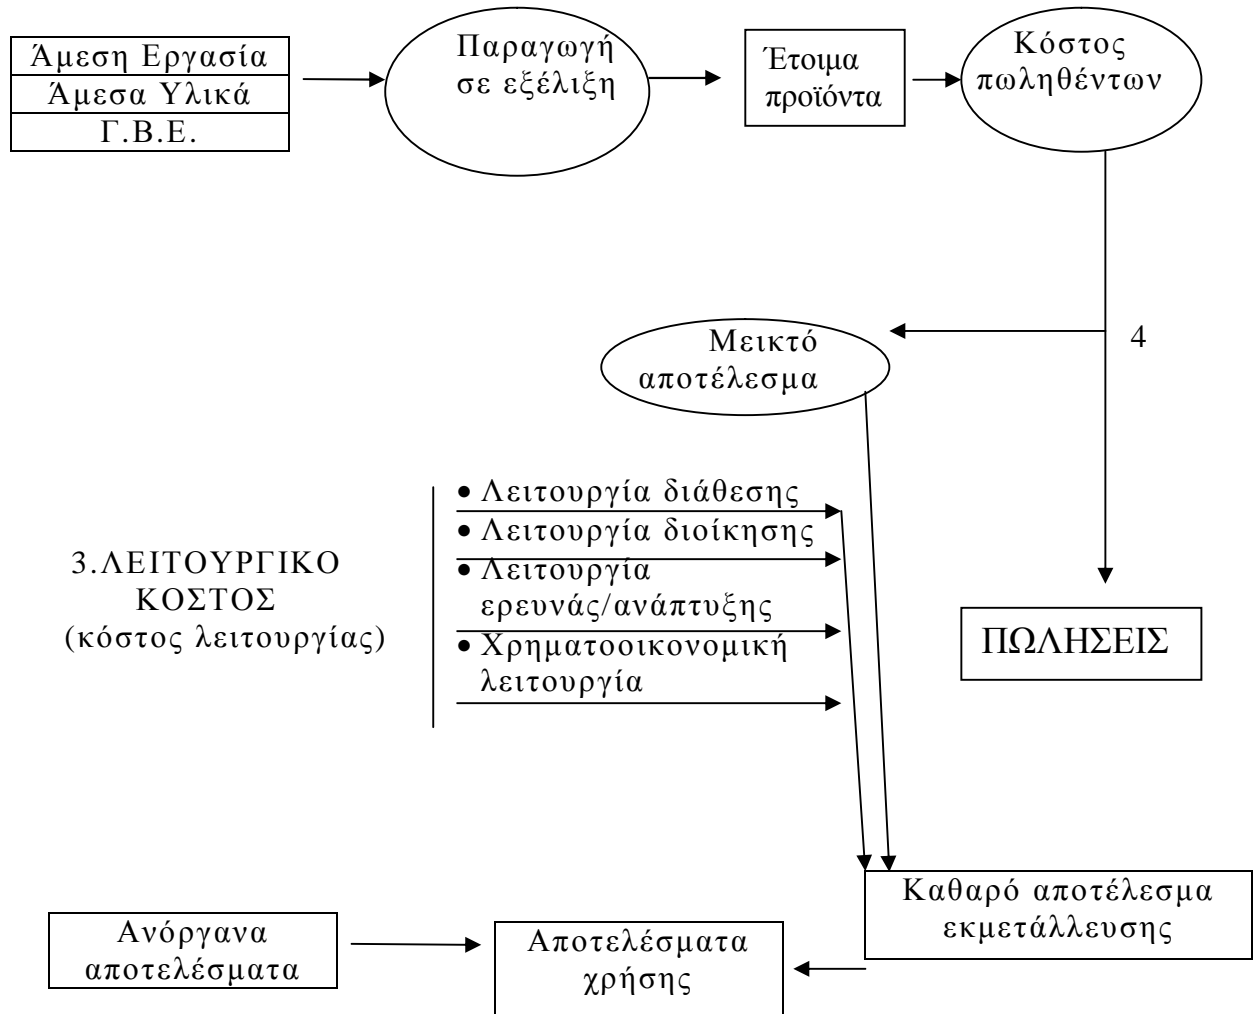 Άμεση Εργασία
Άμεσα Υλικά
Γ.Β.Ε.
Παραγωγή
σε εξέλιξη
Έτοιμα
προϊόντα
Κόστος
πωληθέντων
4
Μεικτό
αποτέλεσμα
• Λειτουργία διάθεσης
• Λειτουργία διοίκησης
• Λειτουργία
ερευνάς/ανάπτυξης
• Χρηματοοικονομική
λειτουργία
3.ΛΕΙΤΟΥΡΓΙΚΟ
ΚΟΣΤΟΣ
(κόστος λειτουργίας)
ΠΩΛΗΣΕΙΣ
Καθαρό αποτέλεσμα
εκμετάλλευσης
Ανόργανα
αποτελέσματα
Αποτελέσματα
χρήσης